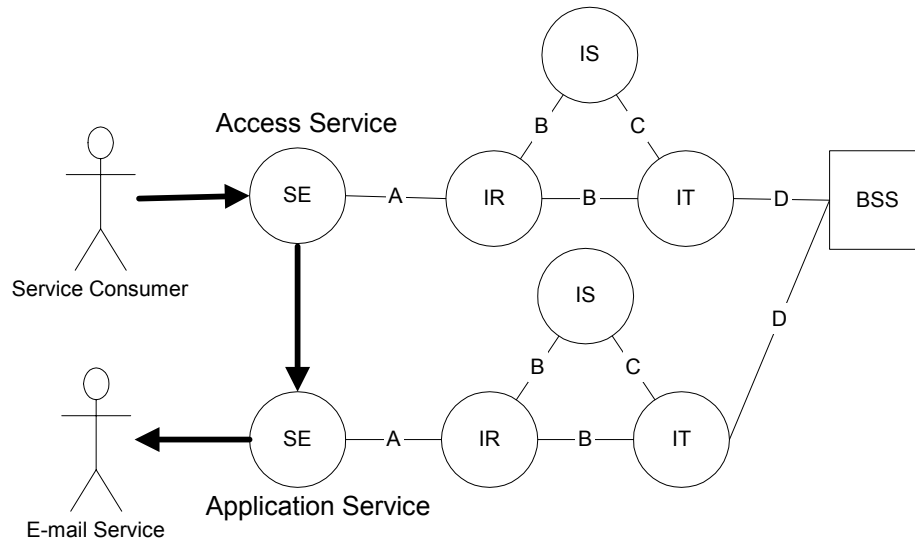 IS
Access Service
B
C
SE
A
IR
B
IT
D
BSS
Service Consumer
IS
D
B
C
SE
A
IR
B
IT
Application Service
E-mail Service